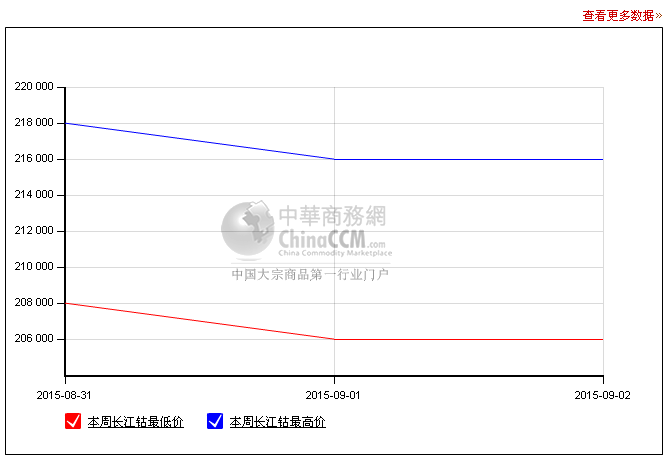 查看更多数据»
220 000
218 000
216 000
214 000
212 000
210 000
208 000
206 000
中華商務網
ChinaCCM.com
China Commodity Marketplace
中国大宗商品第一行业门户
2015-08-31 2015-09-01 2015-09-02
本周长江钴最低价 本周长江钴最高价